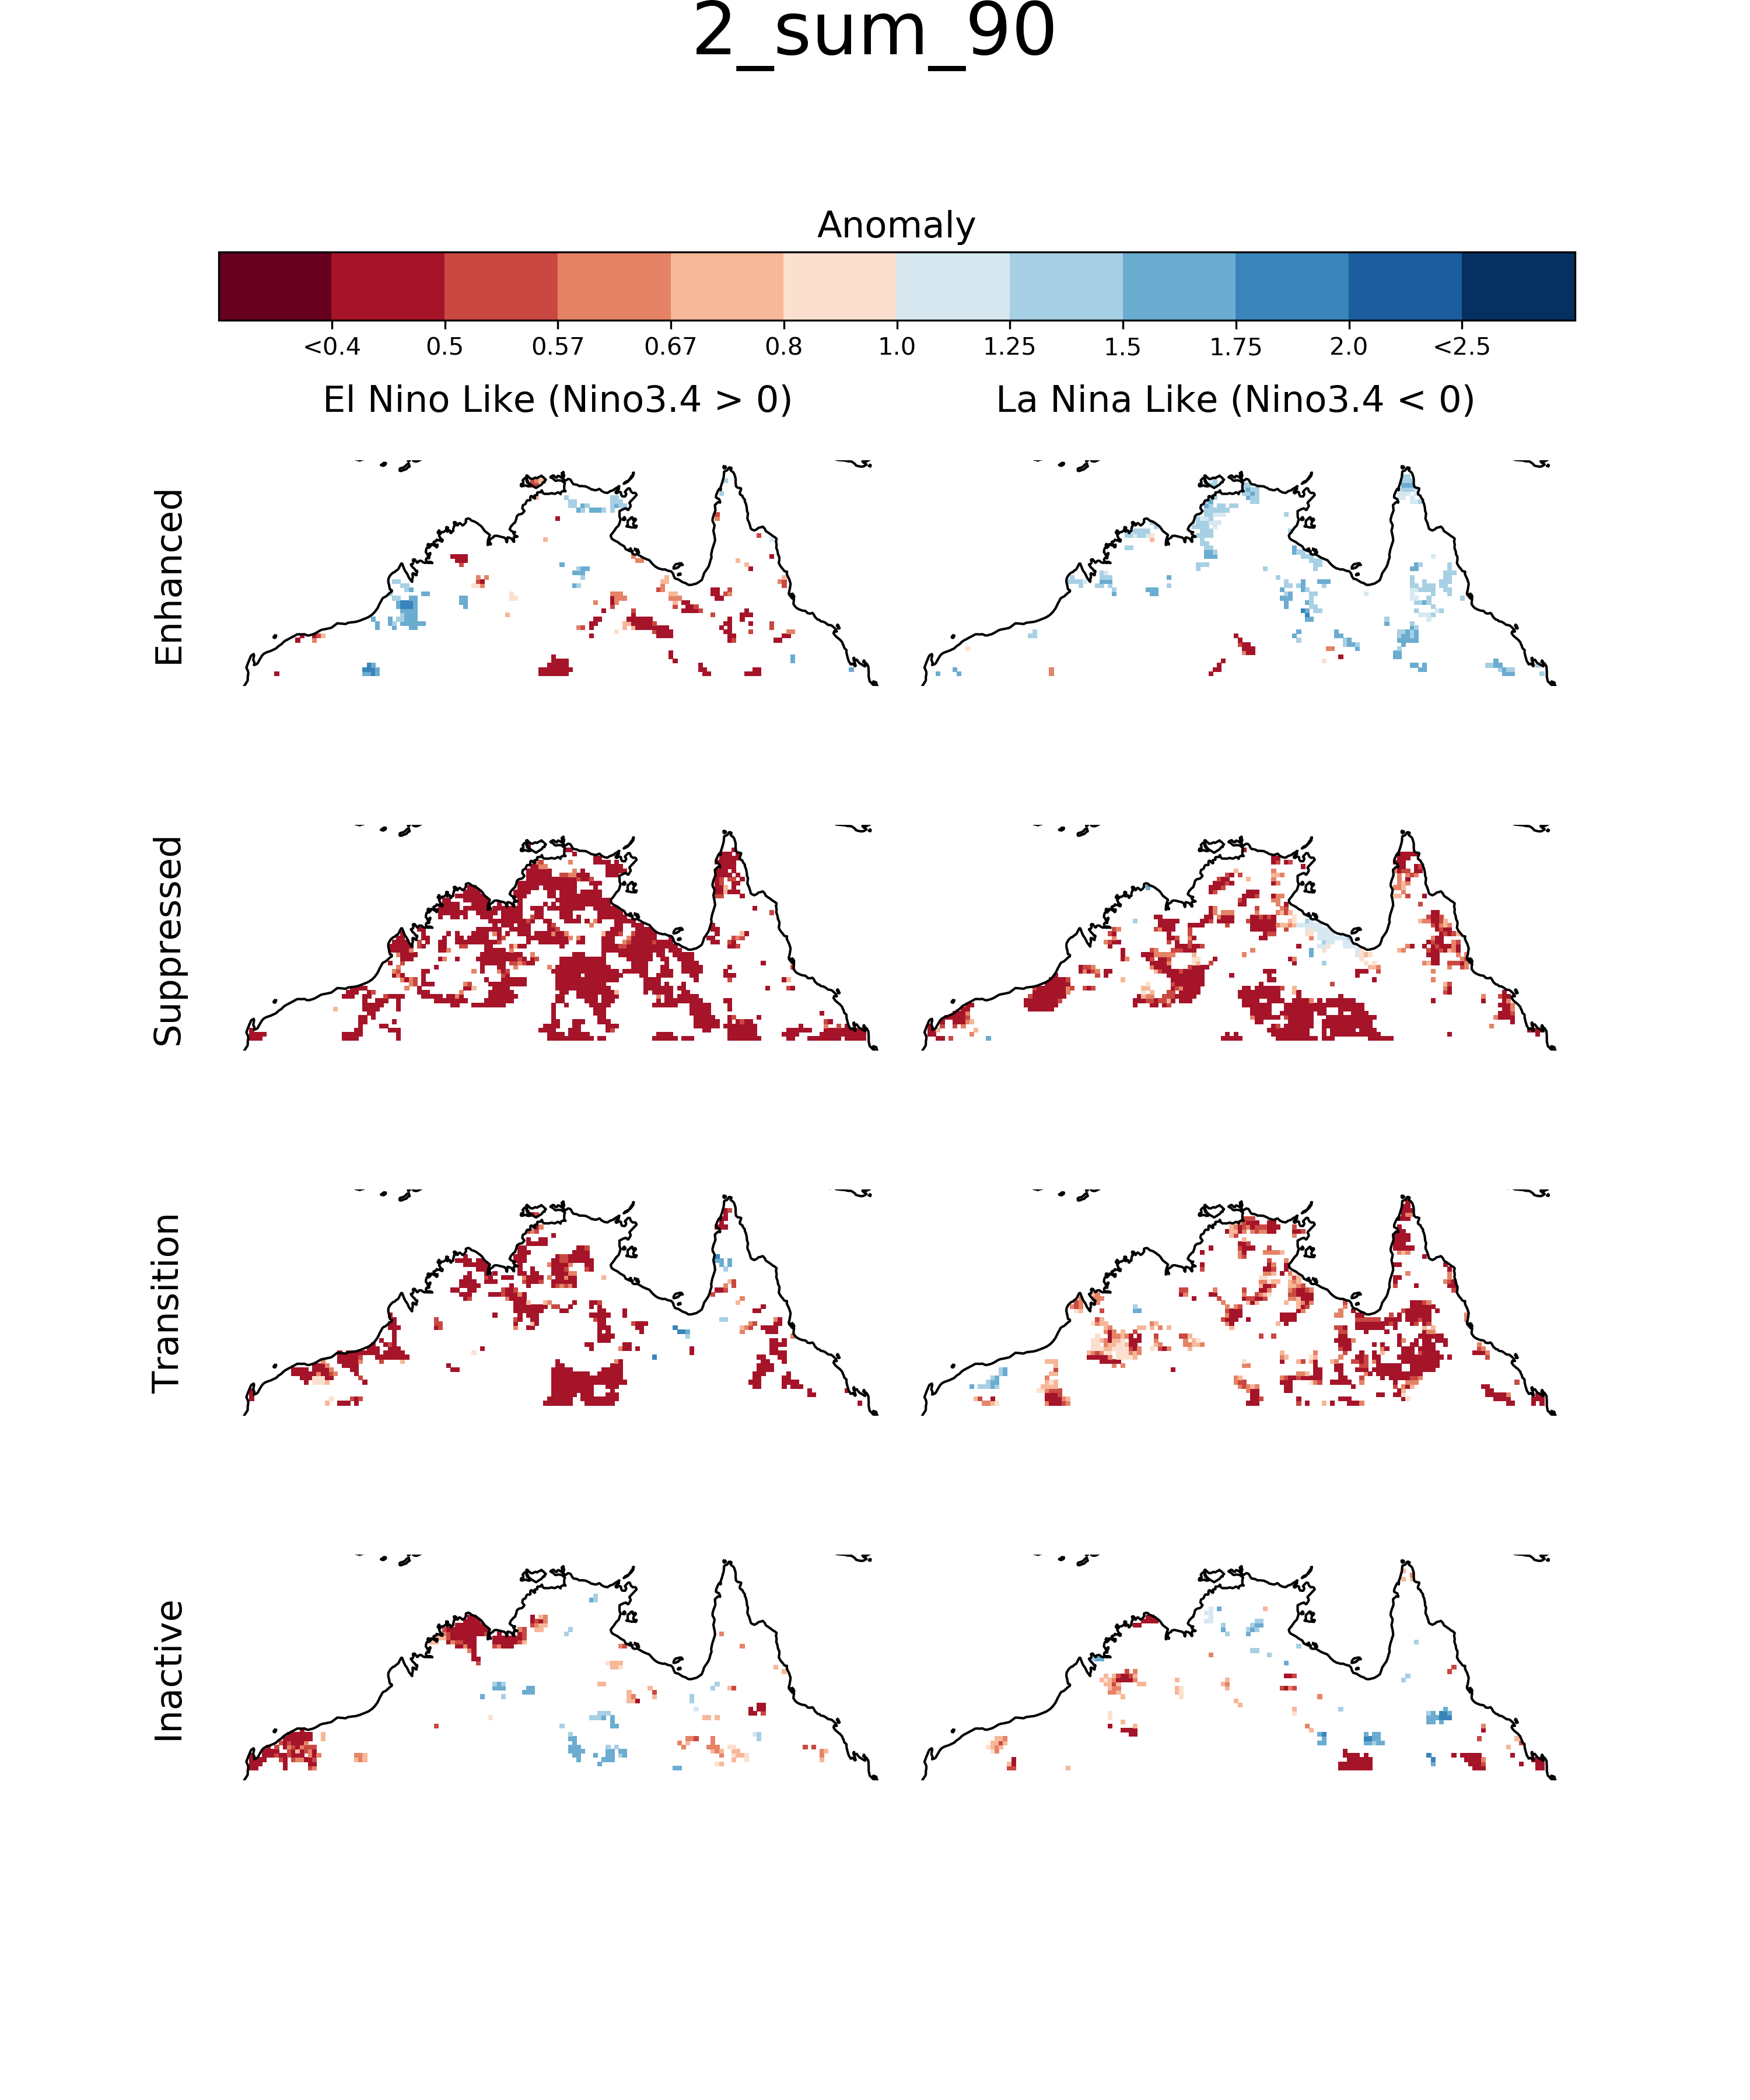 2_sum_90
Anomaly
<0.4 0.5 0.57 0.67 0.8 1.0 1.25 1.5 1.75 2.0 <2.5
El Nino Like (Nino3.4 > 0) La Nina Like (Nino3.4 < 0)
Enhanced
Suppressed
Transition
Inactive